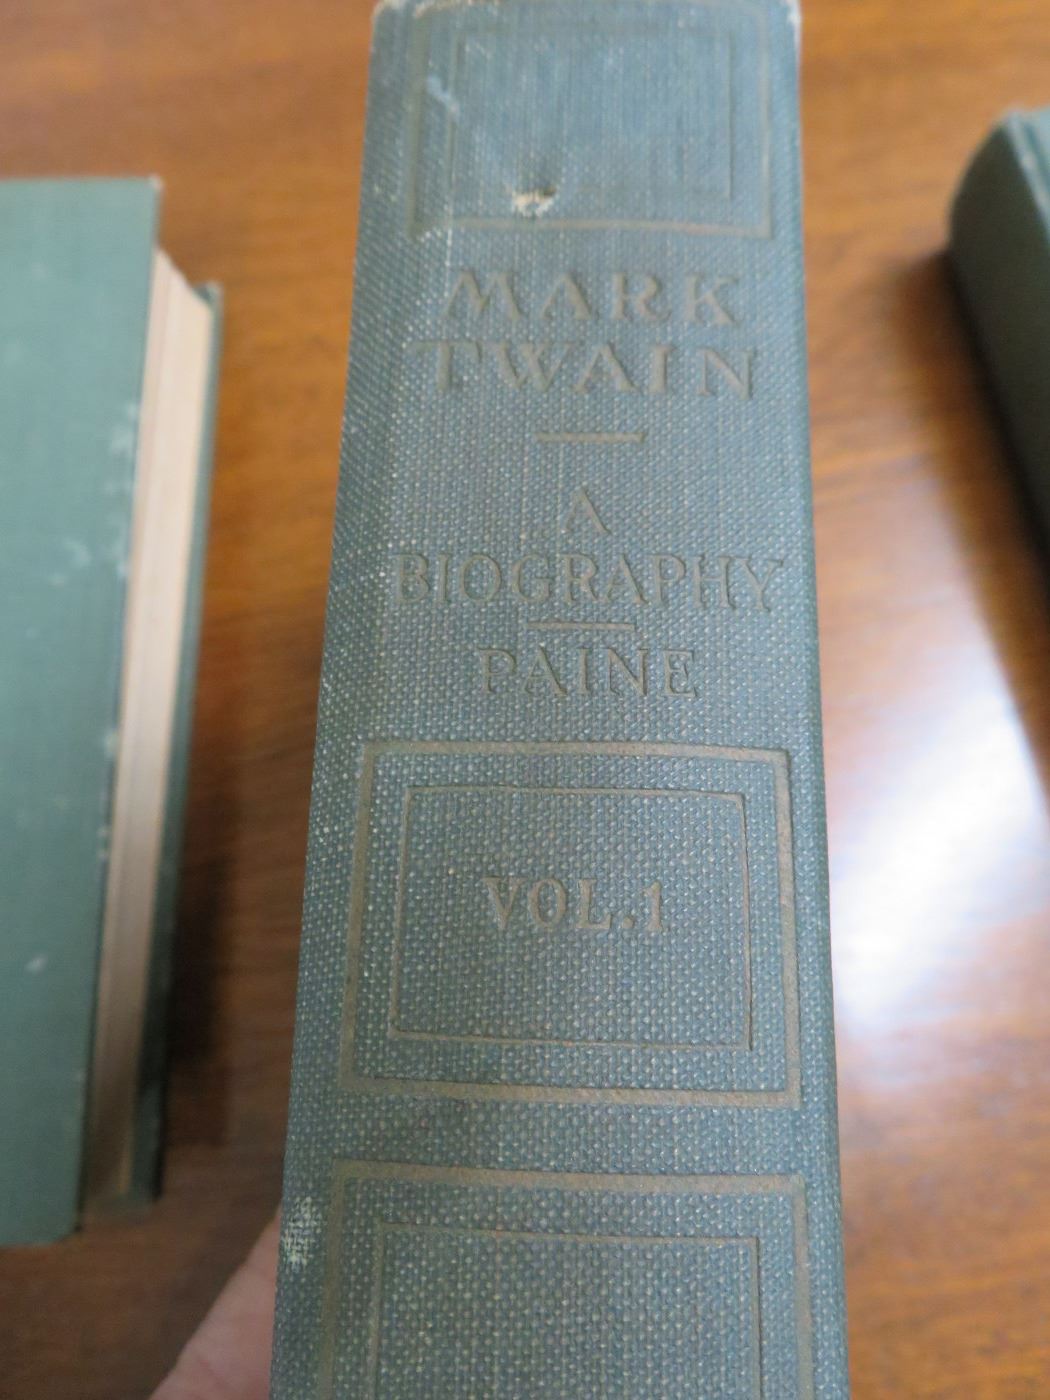 MARK
TWAIN
A
BIOGRAPHY
PAINE
VOL.1